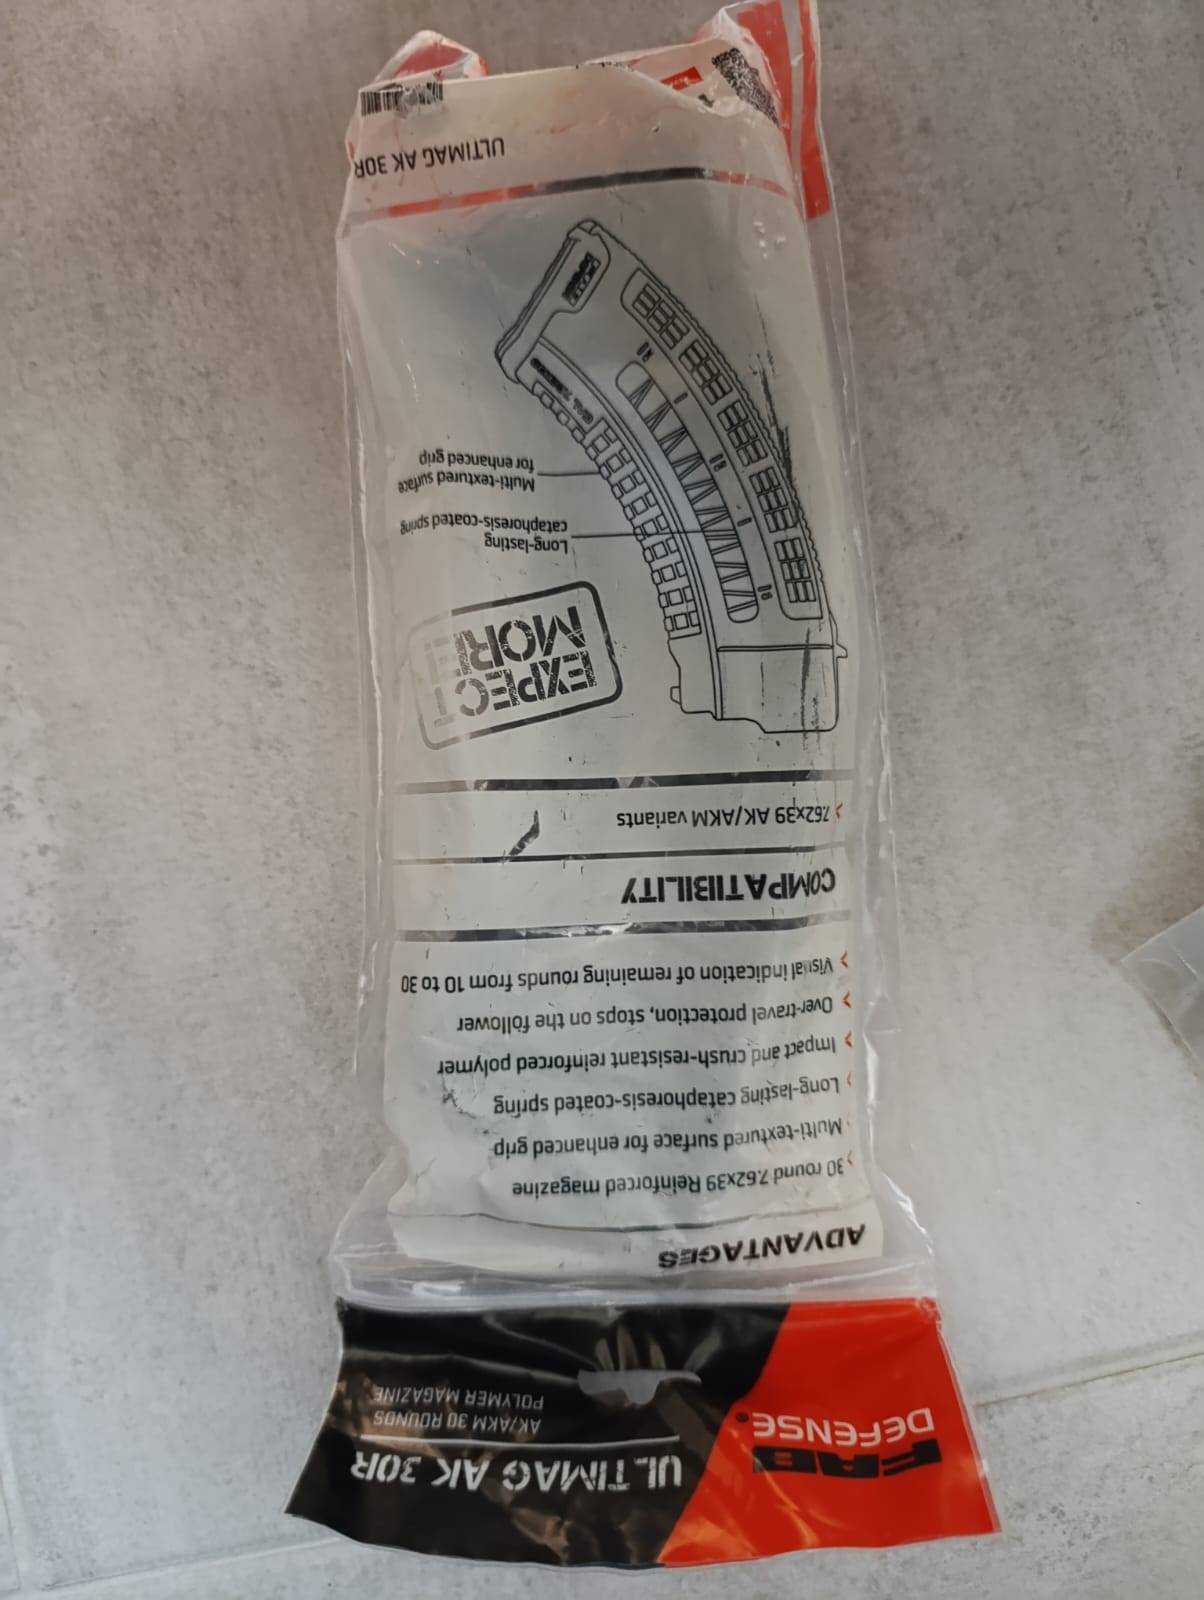 FAB
DEFENSE®
ULTIMAG AK 30R
AK/AKM 30 ROUNDS
POLYMER MAGAZINE
ADVANTAGES
› 30 round 7.62x39 Reinforced magazine
› Multi-textured surface for enhanced grip
› Long-lasting cataphoresis-coated spring
› Impact and crush-resistant reinforced polymer
› Over-travel protection, stops on the follower
› Visual indication of remaining rounds from 10 to 30
COMPATIBILITY
› 7.62x39 AK/AKM variants
EXPECT
MORE
Long-lasting
cataphoresis-coated spring
Multi-textured surface
for enhanced grip
ULTIMAG AK 30R